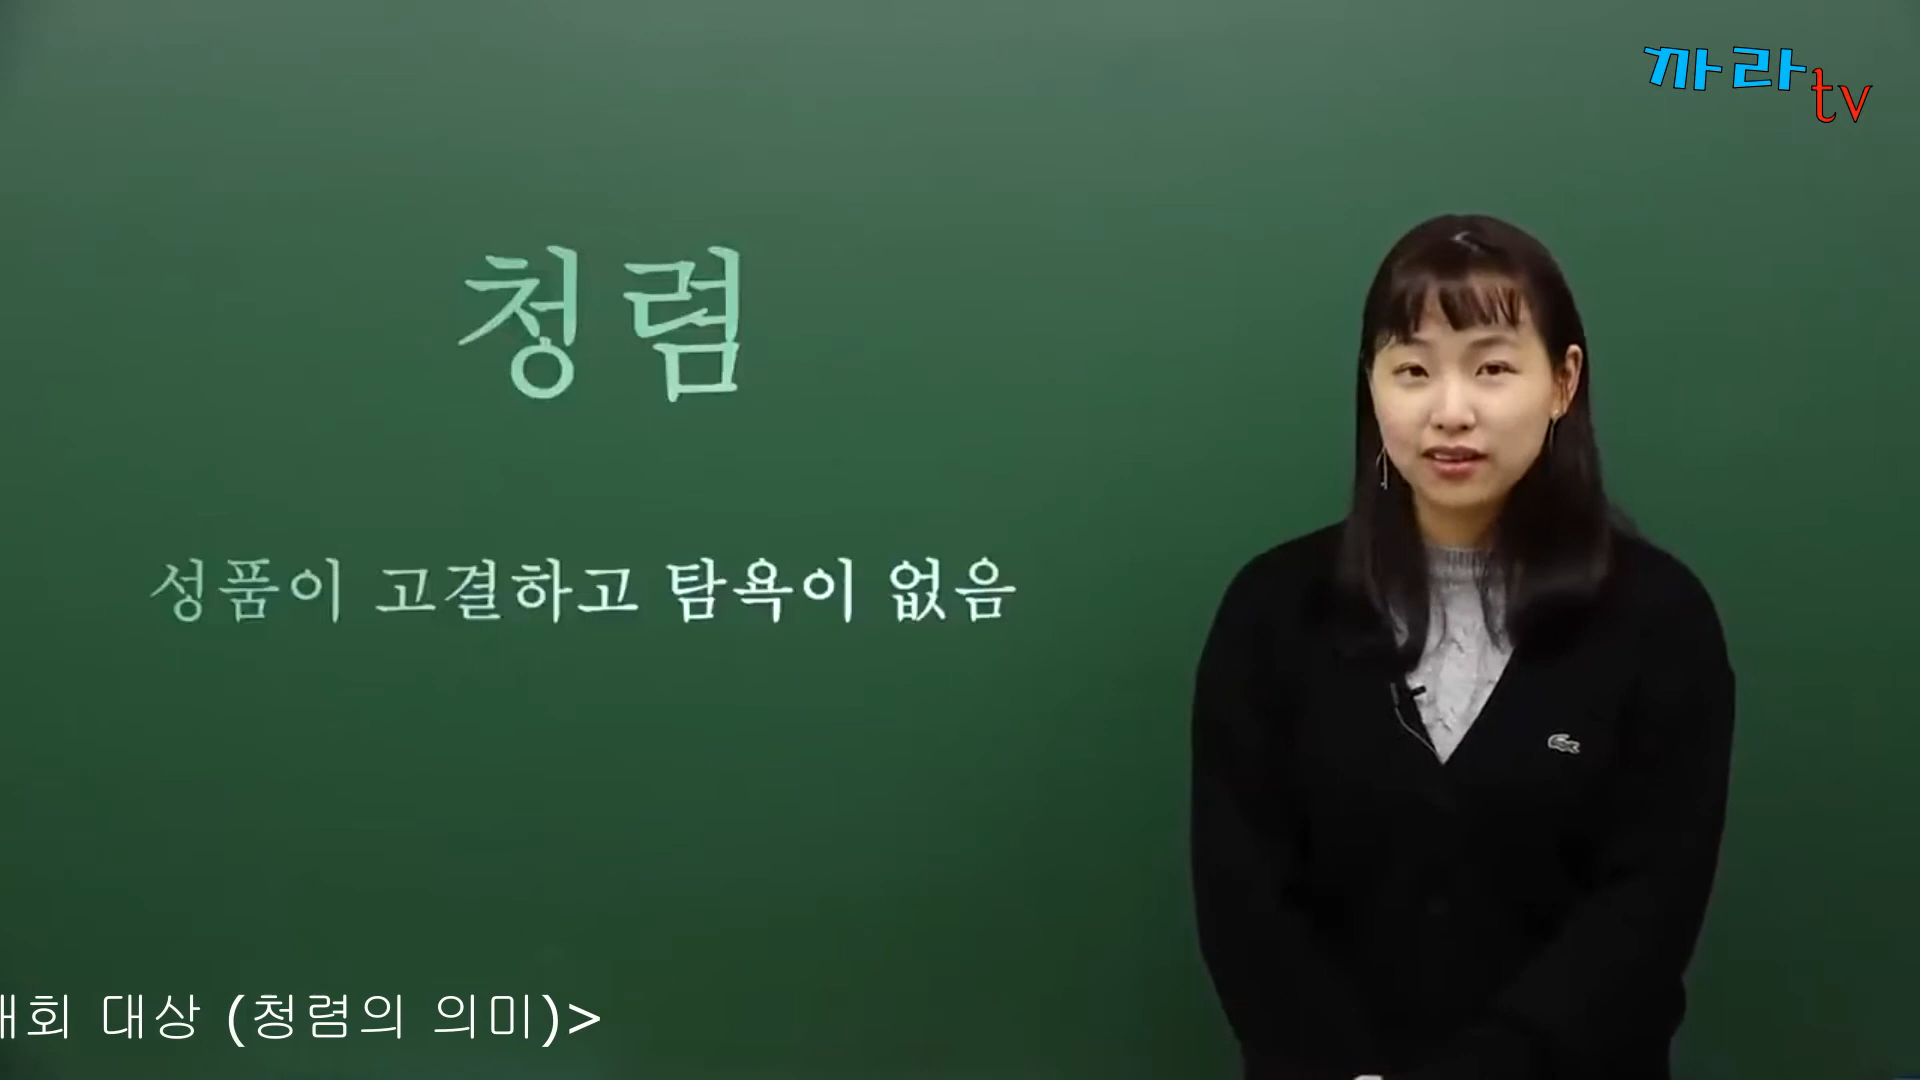 까라tv
청렴
성품이 고결하고 탐욕이 없음
회 대상 (청렴의 의미)>